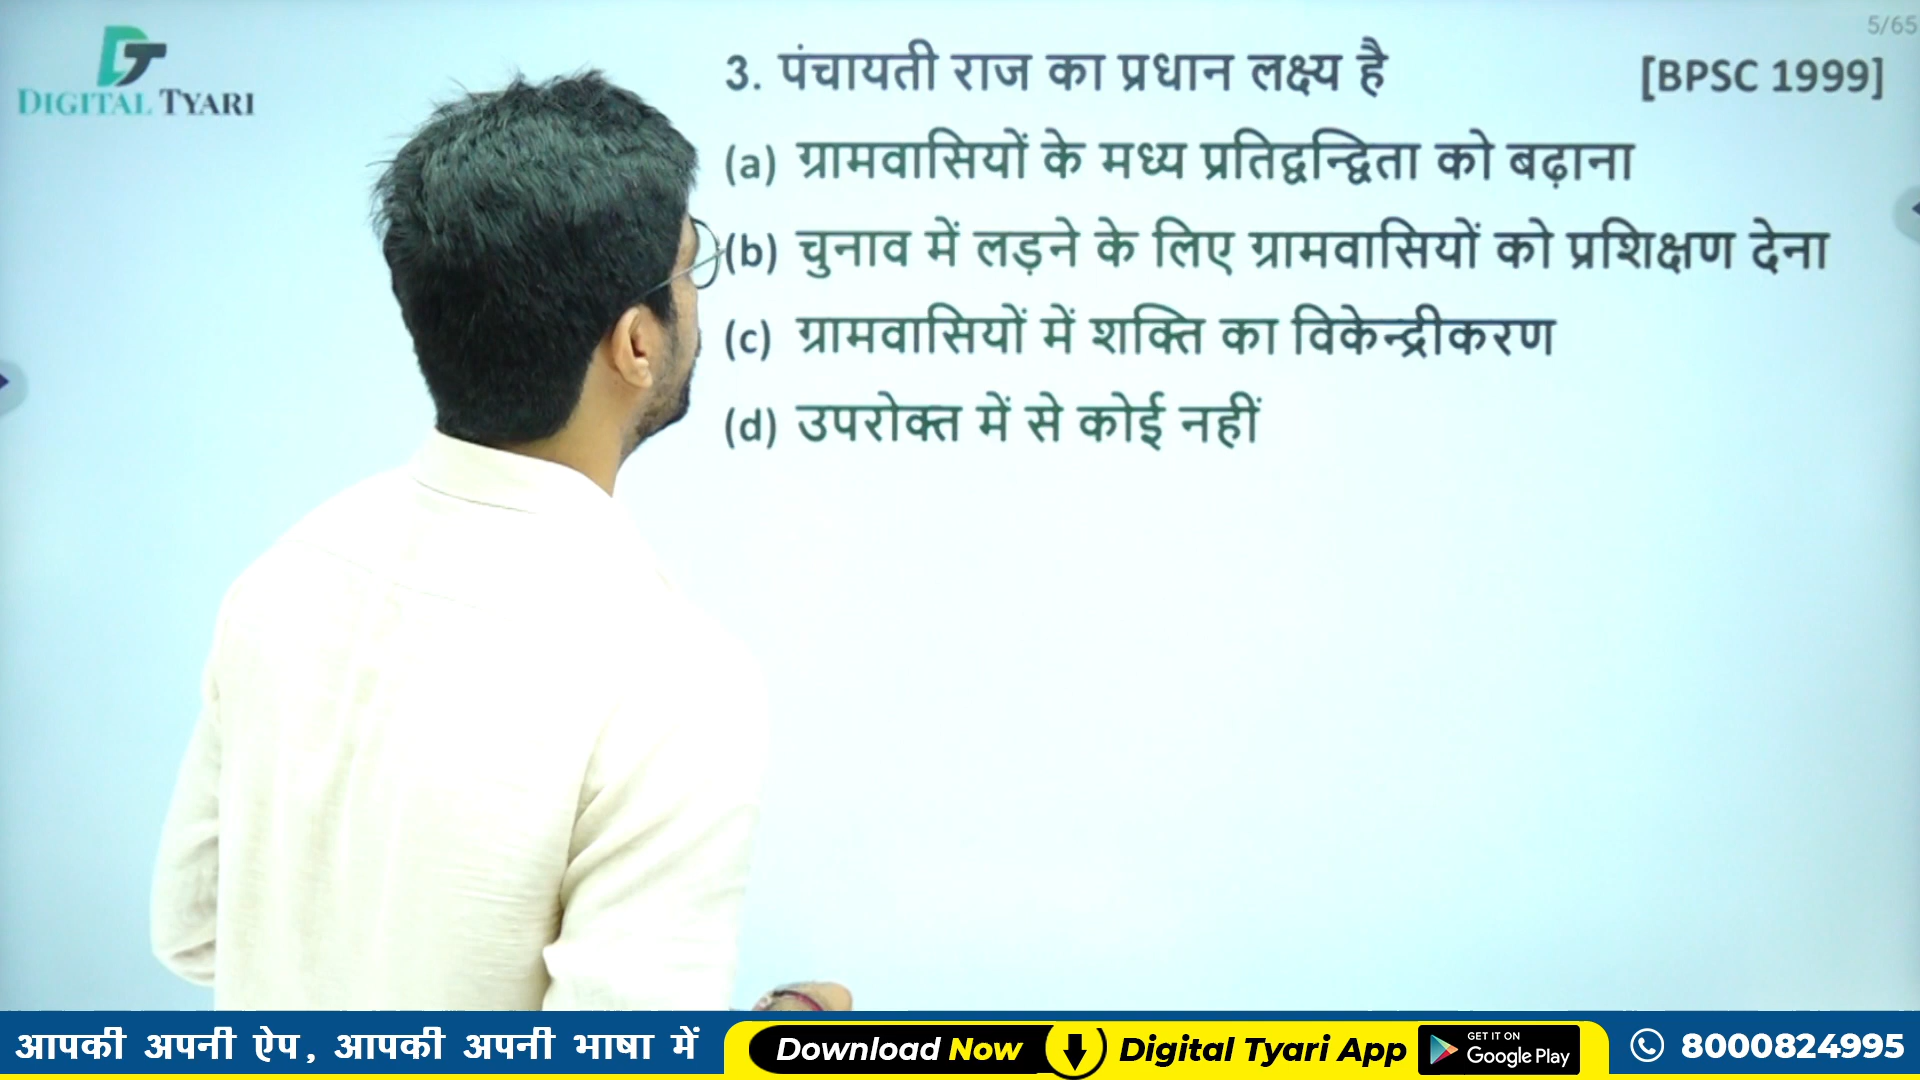 5/65
DIGITAL TYARI
3. पंचायती राज का प्रधान लक्ष्य है [BPSC 1999]
(a) ग्रामवासियों के मध्य प्रतिद्वन्द्विता को बढ़ाना
(b) चुनाव में लड़ने के लिए ग्रामवासियों को प्रशिक्षण देना
(c) ग्रामवासियों में शक्ति का विकेन्द्रीकरण
(d) उपरोक्त में से कोई नहीं
आपकी अपनी ऐप, आपकी अपनी भाषा में
Download Now
Digital Tyari App
GET IT ON
Google Play
8000824995